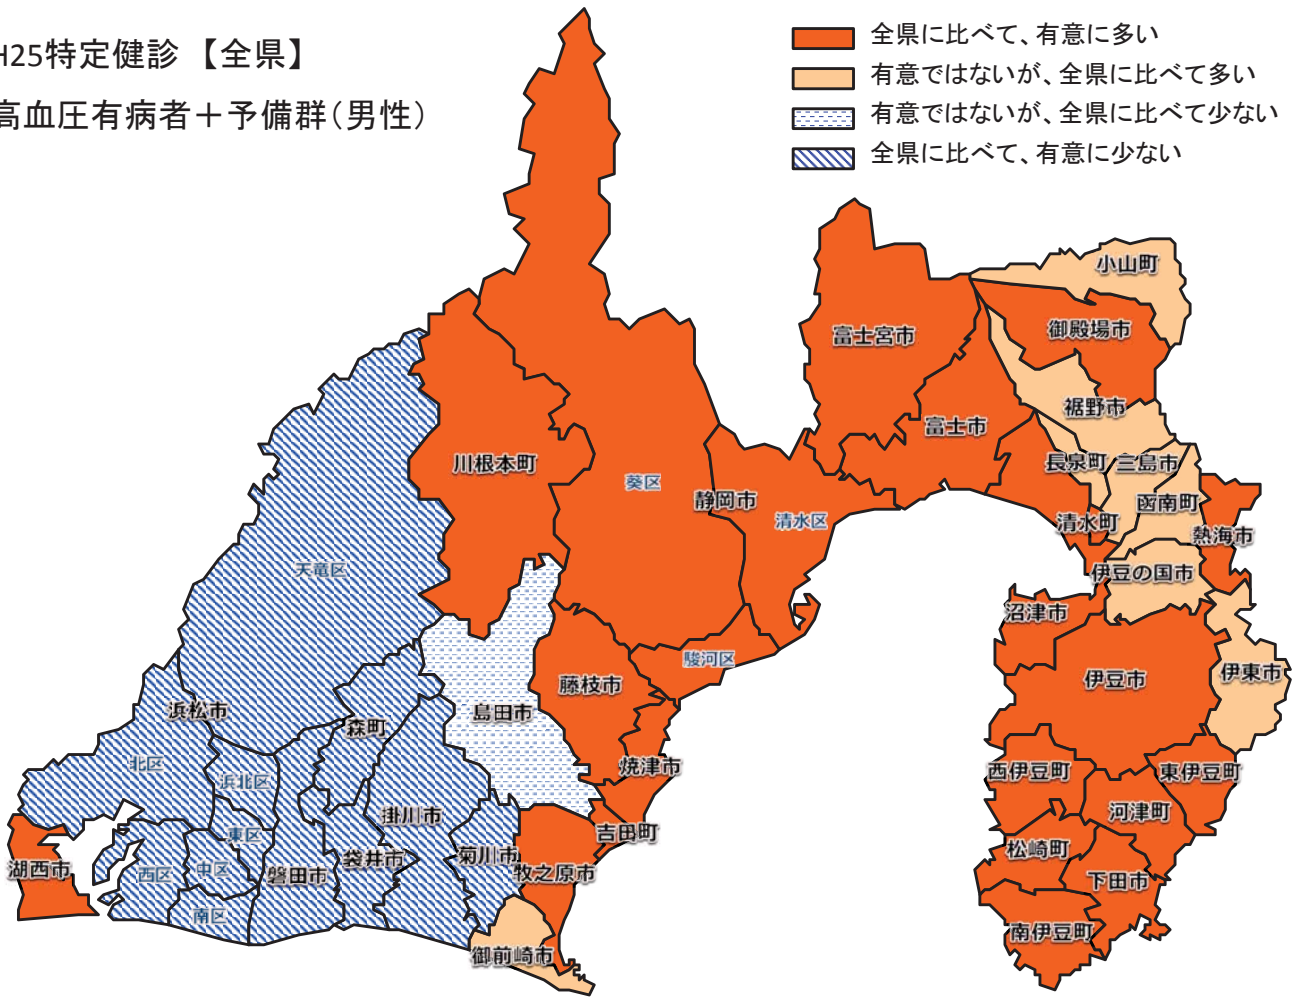 H25特定健診 【全県】
高血圧有病者＋予備群（男性）
全県に比べて、有意に多い
有意ではないが、全県に比べて多い
有意ではないが、全県に比べて少ない
全県に比べて、有意に少ない
小山町
御殿場市
富士宮市
裾野市
富士市
長泉町
三島市
川根本町
葵区
静岡市
清水区
函南町
清水町
熱海市
天竜区
伊豆の国市
沼津市
駿河区
藤枝市
伊豆市
伊東市
浜松市
島田市
森町
北区
浜北区
焼津市
西伊豆町
東伊豆町
掛川市
河津町
東区
吉田町
湖西市
西区
中区
磐田市
袋井市
菊川市
牧之原市
松崎町
下田市
南区
御前崎市
南伊豆町